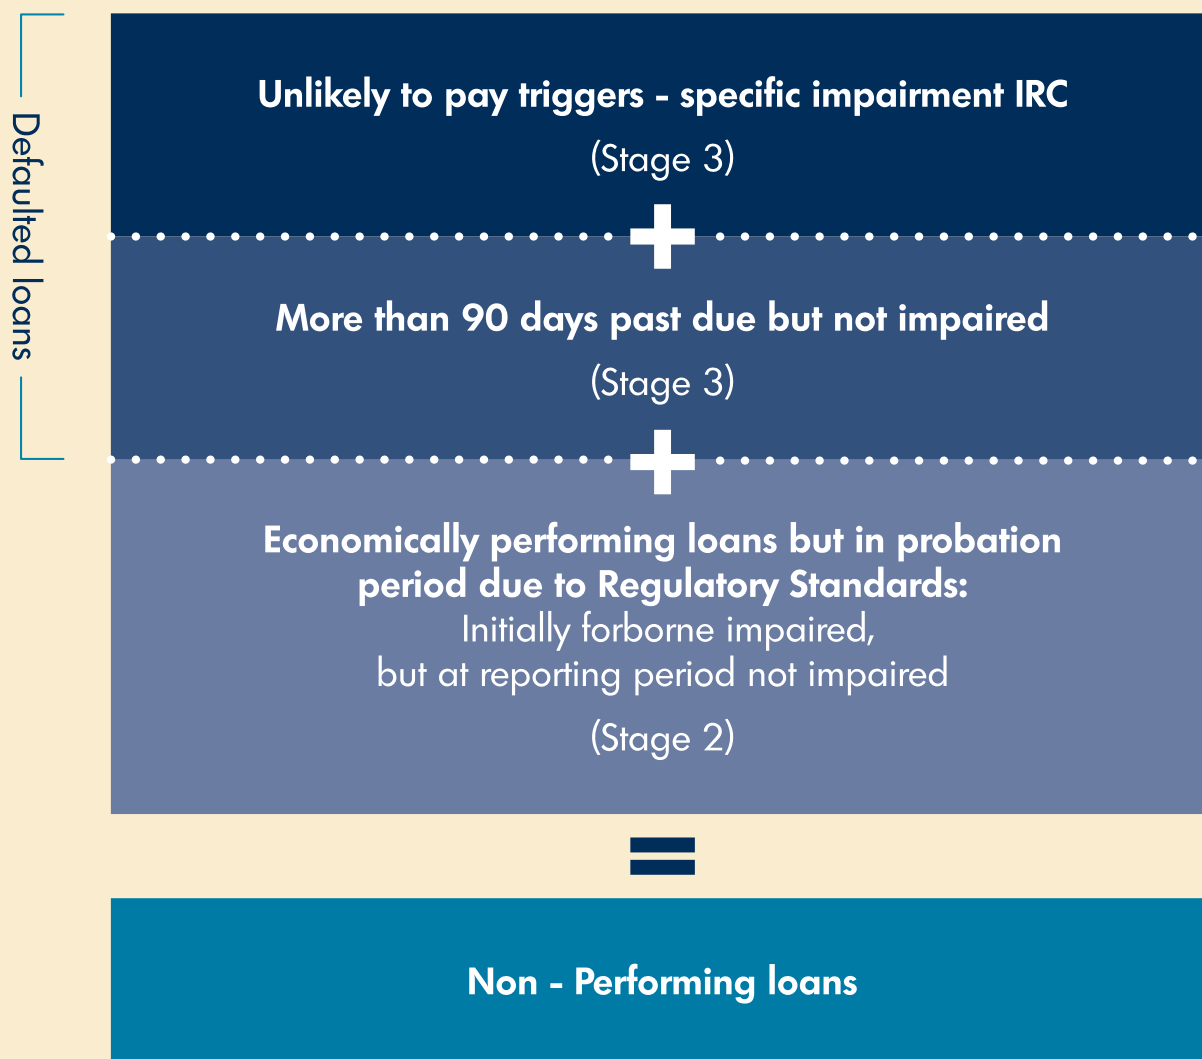 Defaulted loans
Unlikely to pay triggers - specific impairment IRC
(Stage 3)
+
More than 90 days past due but not impaired
(Stage 3)
+
Economically performing loans but in probation
period due to Regulatory Standards:
Initially forborne impaired,
but at reporting period not impaired
(Stage 2)
=
Non - Performing loans